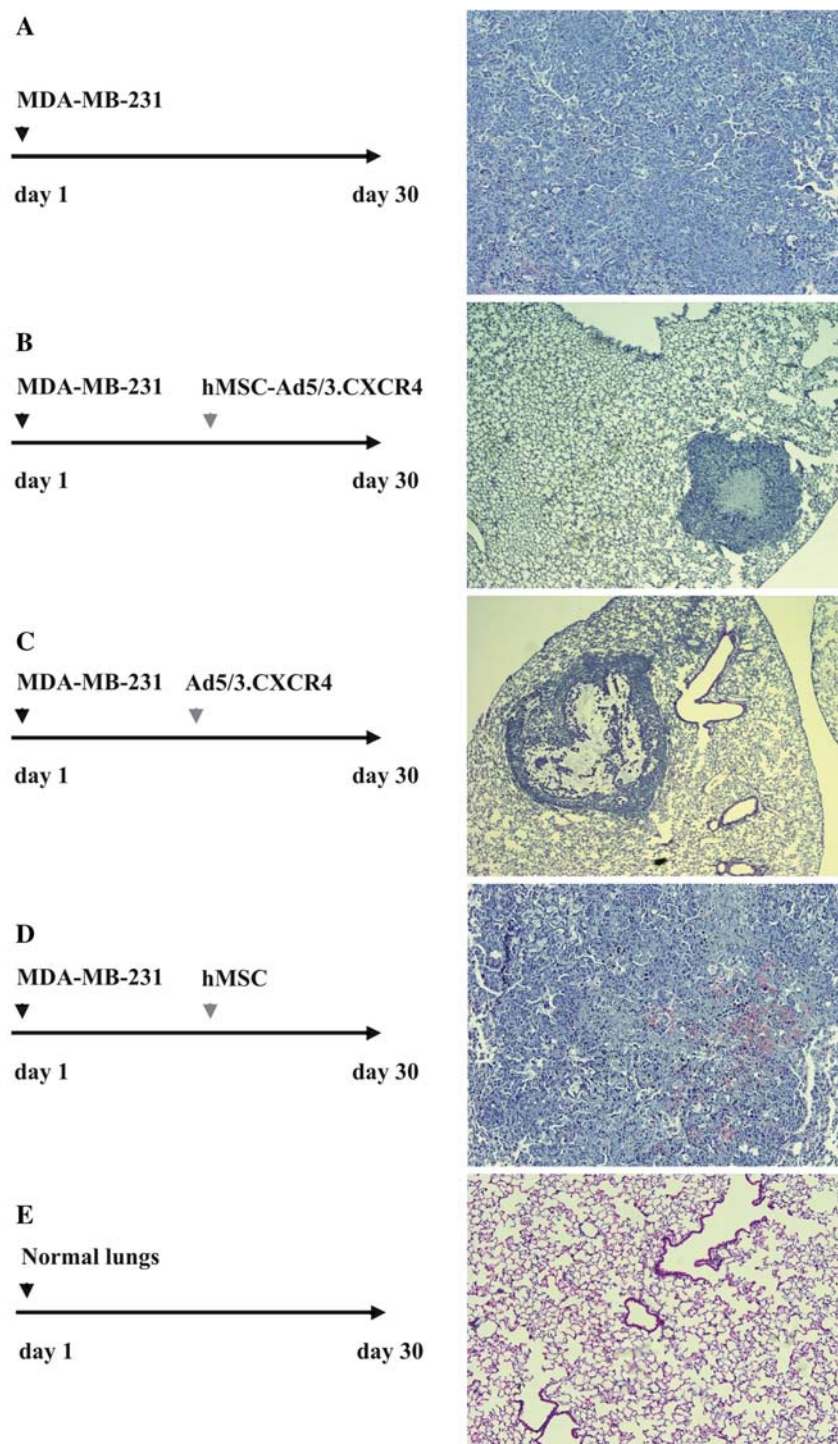 A
MDA-MB-231
day 1 day 30
B
MDA-MB-231 hMSC-Ad5/3.CXCR4
day 1 day 30
C
MDA-MB-231 Ad5/3.CXCR4
day 1 day 30
D
MDA-MB-231 hMSC
day 1 day 30
E
Normal lungs
day 1 day 30